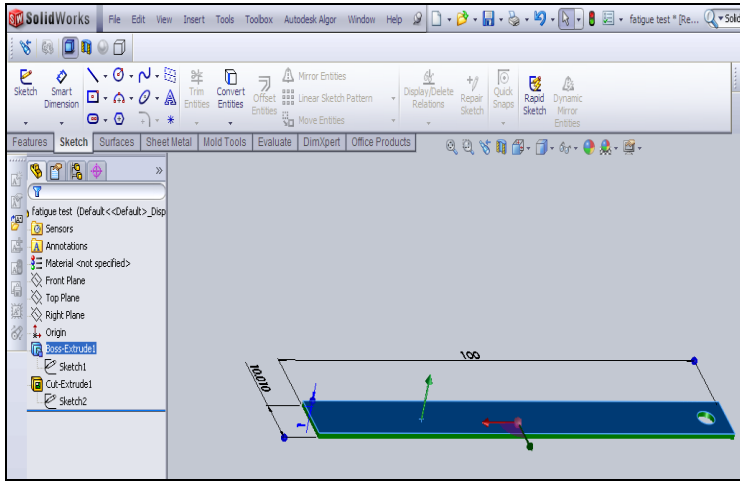 SolidWorks File Edit View Insert Tools Toolbox Autodesk Algor Window Help fatigue test * [Re... Solid
Sketch Smart Dimension Trim Entities Convert Entities Offset Entities Mirror Entities Linear Sketch Pattern Move Entities Display/Delete Relations Repair Sketch Quick Snaps Rapid Sketch Dynamic Mirror Entities
Features Sketch Surfaces Sheet Metal Mold Tools Evaluate DimXpert Office Products
fatigue test (Default<<Default>_Disp
Sensors
Annotations
Material <not specified>
Front Plane
Top Plane
Right Plane
Origin
Boss-Extrude1
Sketch1
Cut-Extrude1
Sketch2
100
1